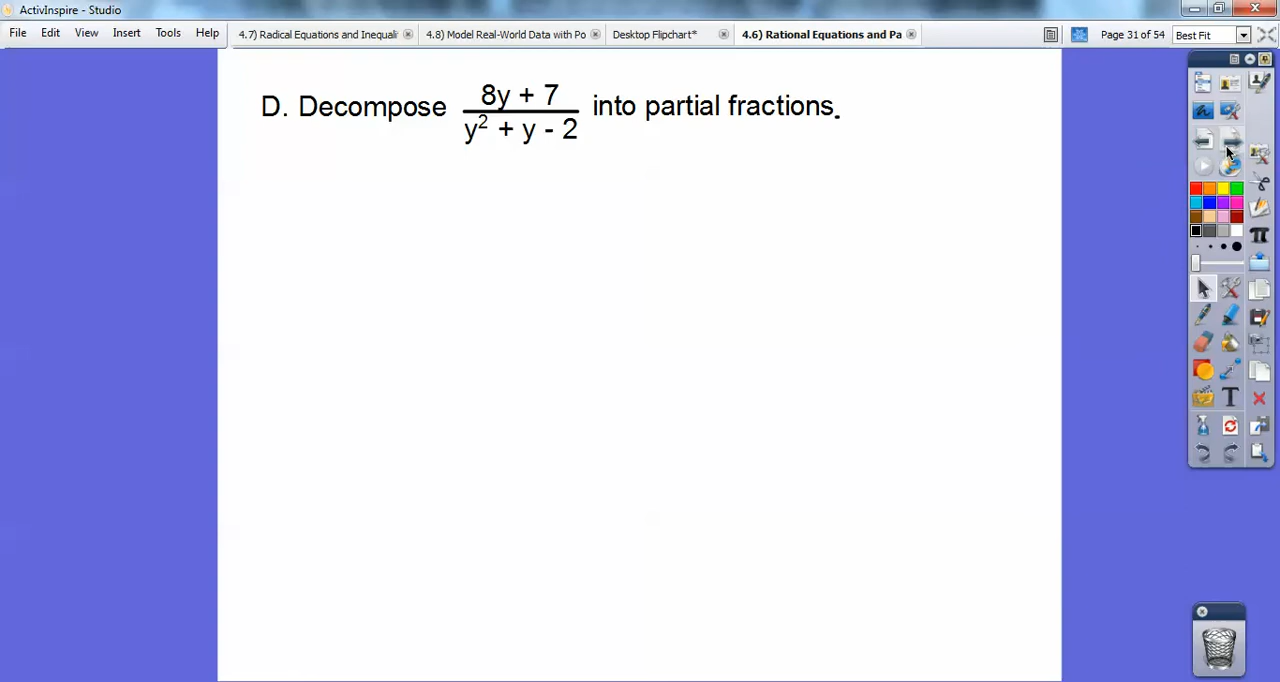 ActivInspire - Studio
File Edit View Insert Tools Help
4.7) Radical Equations and Inequali 4.8) Model Real-World Data with Po Desktop Flipchart* 4.6) Rational Equations and Pa Page 31 of 54 Best Fit
D. Decompose 8y + 7 / y² + y - 2 into partial fractions.